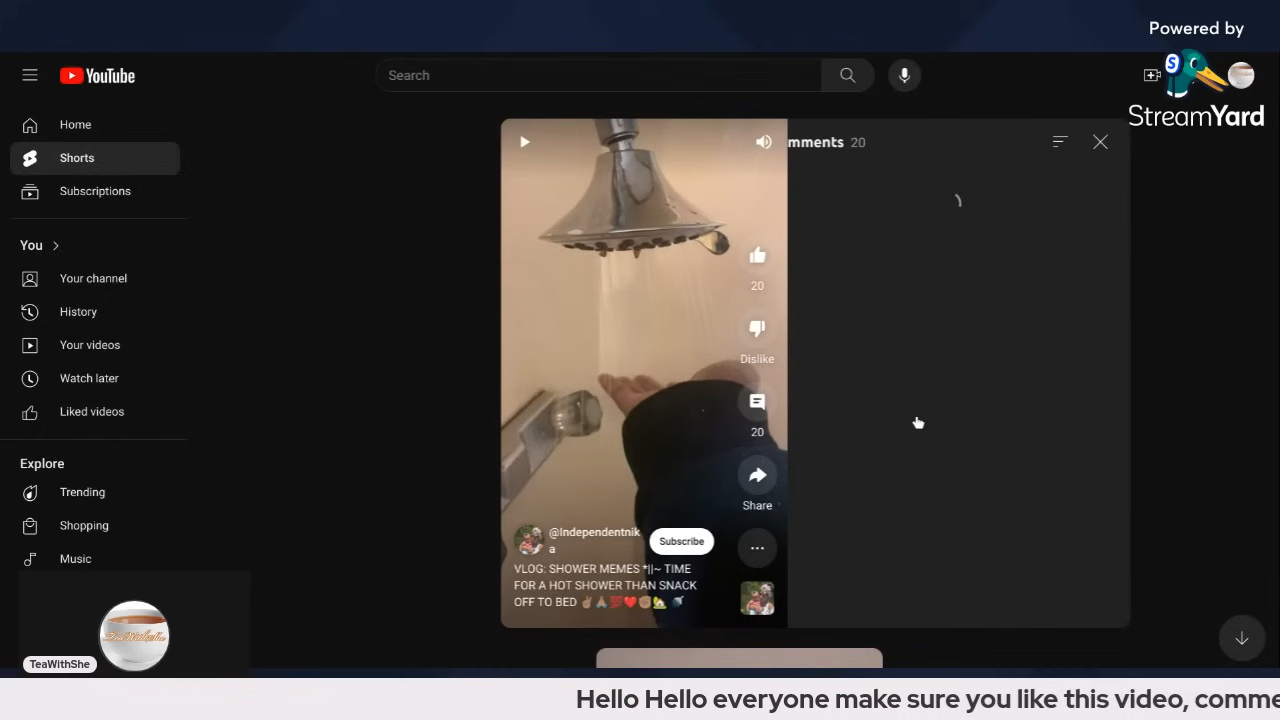 Powered by
StreamYard
YouTube
Search
Home
Shorts
Subscriptions
You
Your channel
History
Your videos
Watch later
Liked videos
Explore
Trending
Shopping
Music
mments 20
20
Dislike
20
Share
@Independentnik
a
Subscribe
VLOG: SHOWER MEMES *||~ TIME
FOR A HOT SHOWER THAN SNACK
OFF TO BED ✌🏽🙏🏽💯❤️✊🏽🏡🚿
TeaWithShe
TeaWithShe
Hello Hello everyone make sure you like this video, comme